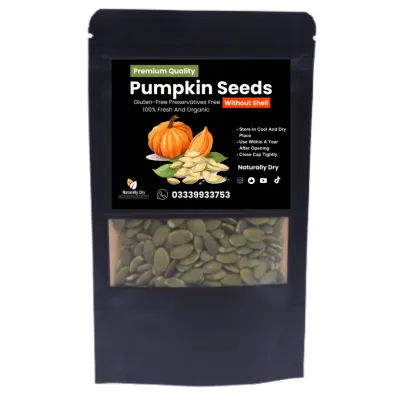 Premium Quality
Pumpkin Seeds
Gluten-Free Preservatives Free Without Shell
100% Fresh And Organic
• Store In Cool And Dry
Place
• Use Within A Year
After Opening
• Close Cap Tightly
Naturally Dry
Naturally Dry
03339933753